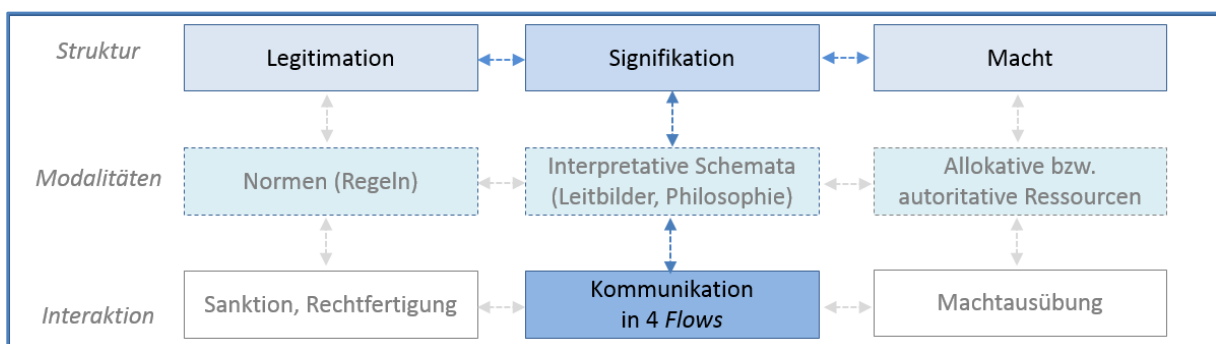 Struktur
Legitimation
Signifikation
Macht
Modalitäten
Normen (Regeln)
Interpretative Schemata
(Leitbilder, Philosophie)
Allokative bzw.
autoritative Ressourcen
Interaktion
Sanktion, Rechtfertigung
Kommunikation
in 4 Flows
Machtausübung